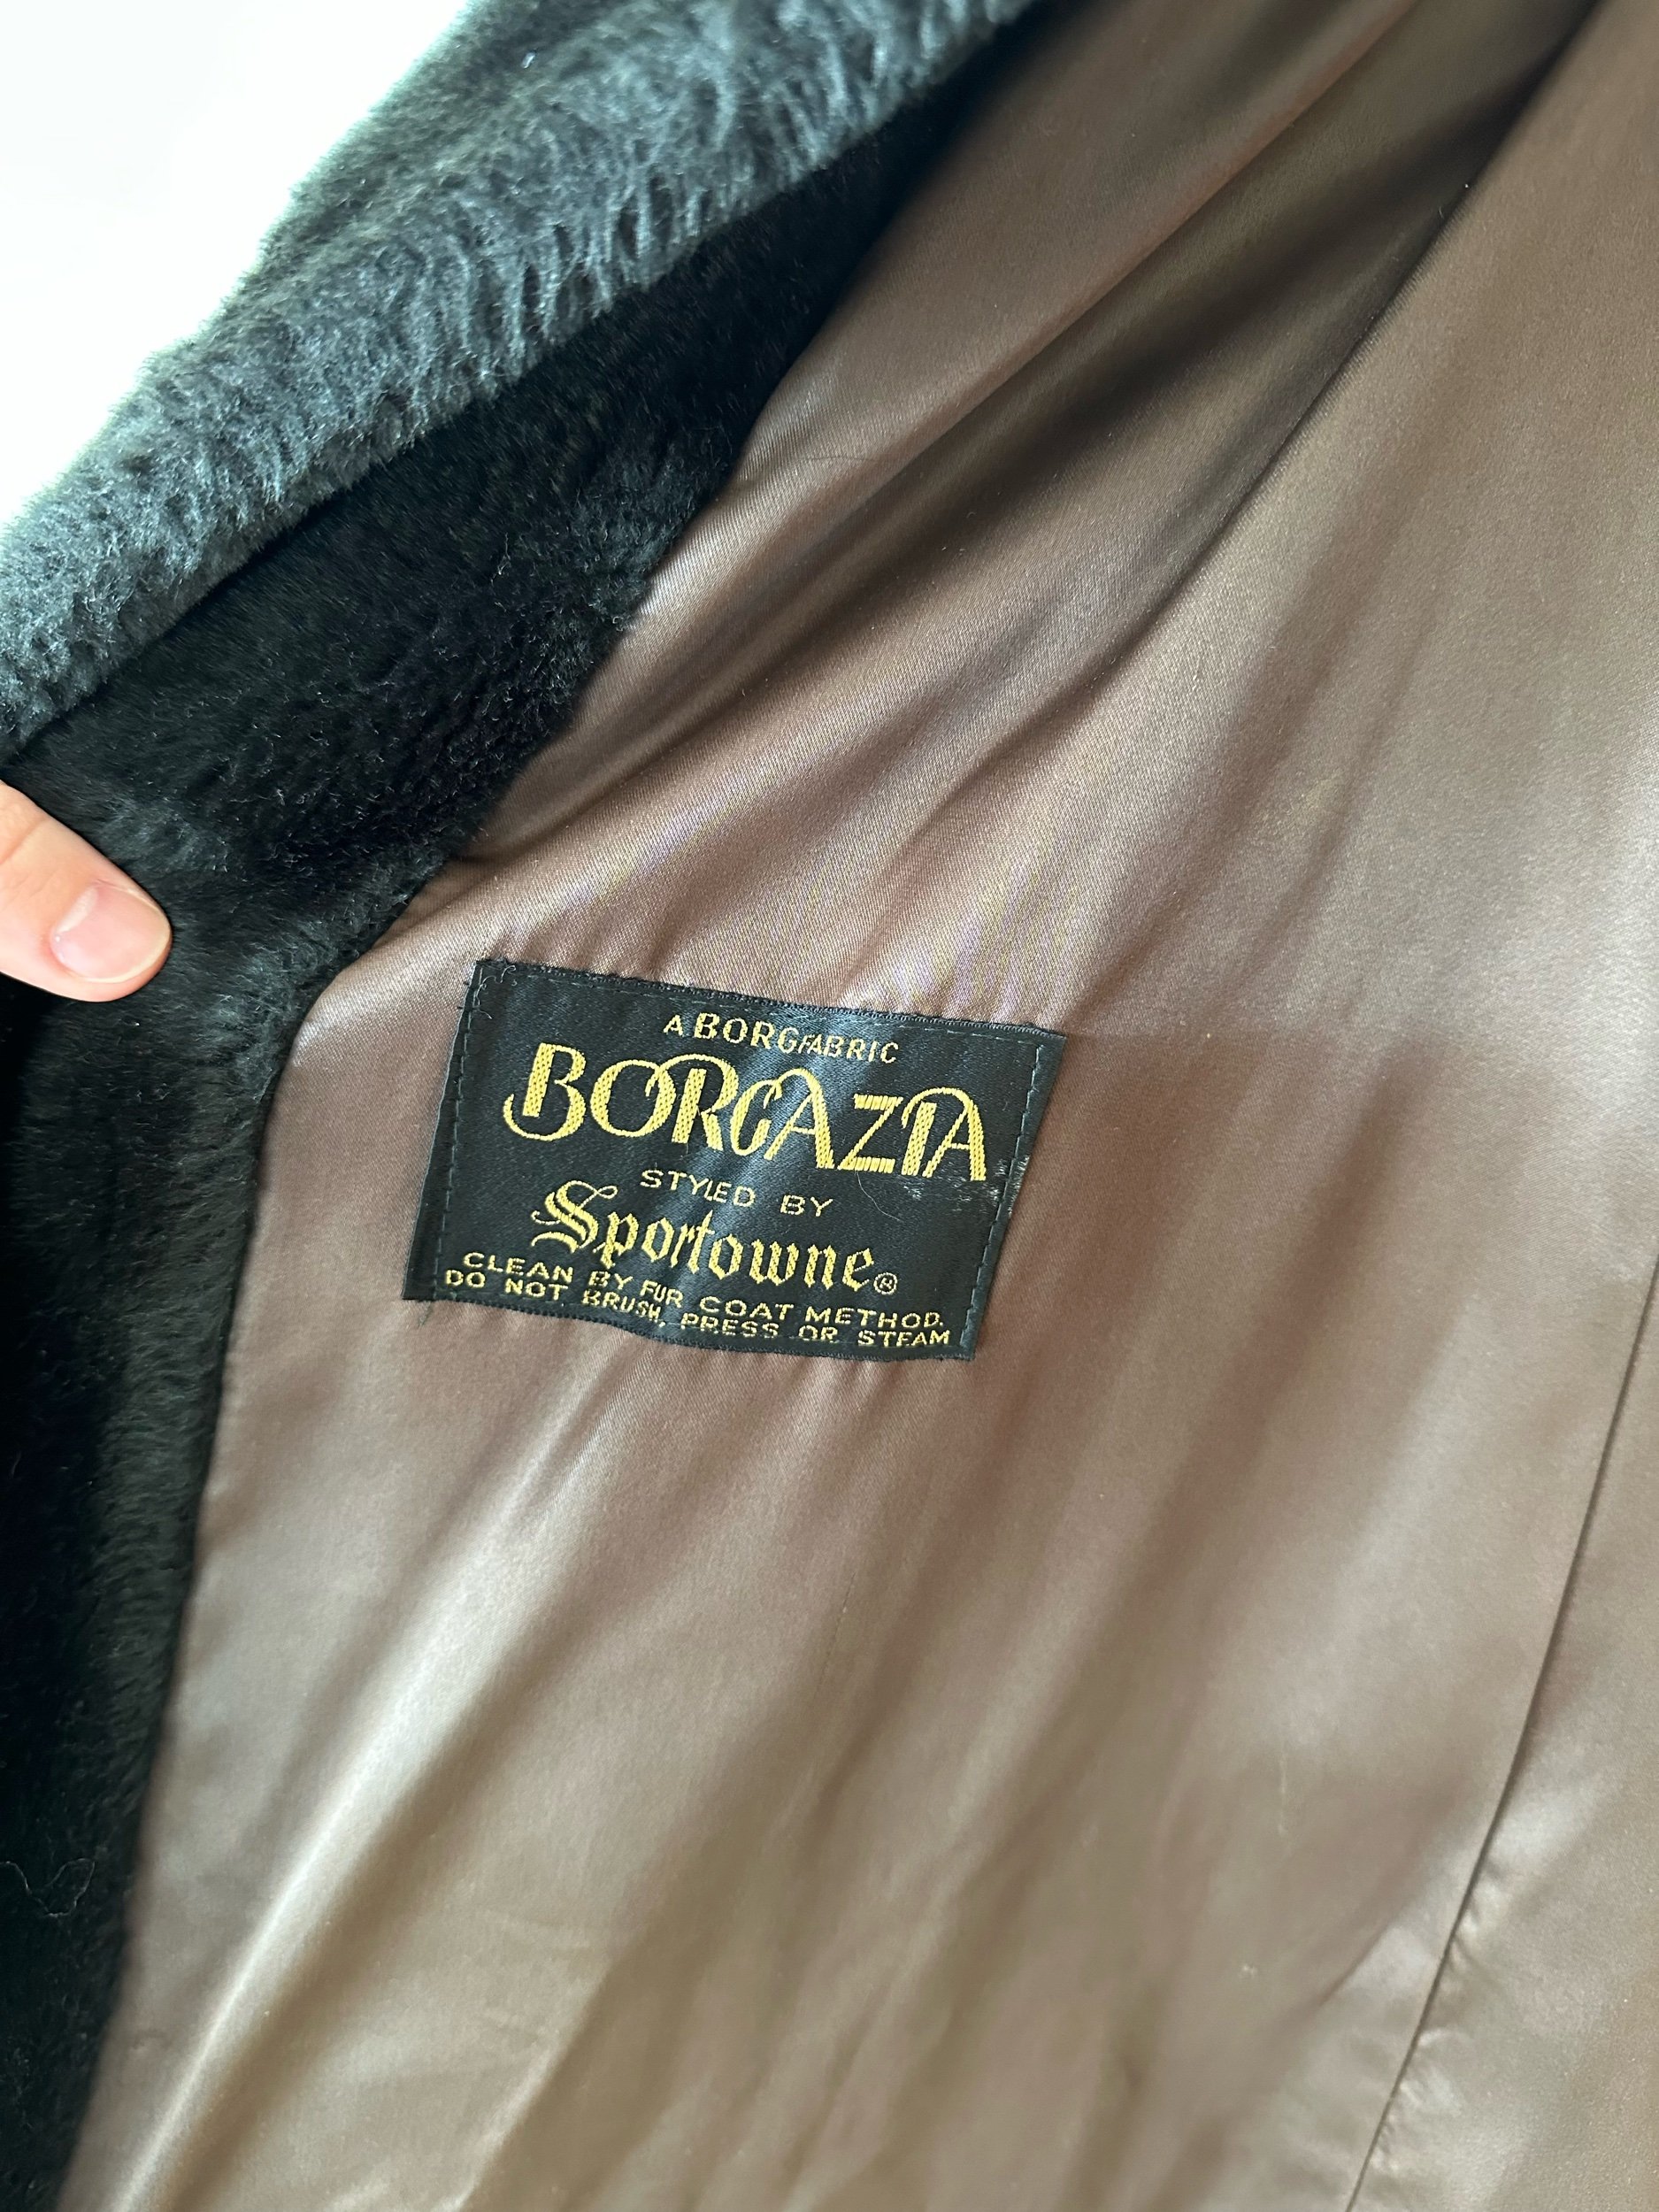 A BORGFABRIC
BORGAZIA
STYLED BY
Sportowne®
CLEAN BY FUR COAT METHOD.
DO NOT BRUSH, PRESS OR STEAM